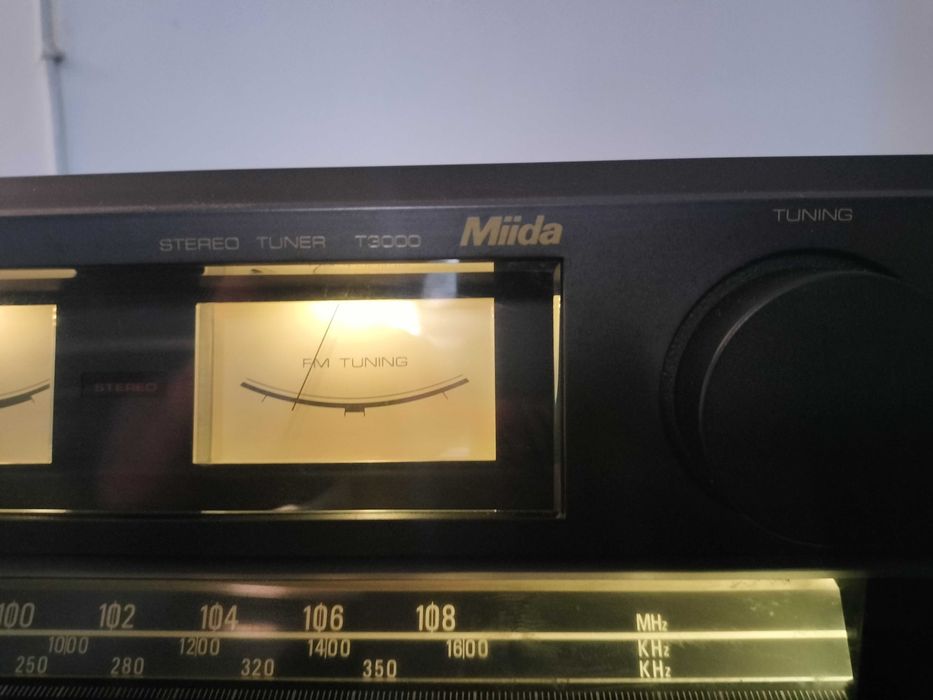 TUNING
STEREO TUNER T3000 Miida
FM TUNING
STEREO
100 102 104 106 108 MHz
1000 1200 1400 1600 KHz
250 280 320 350 KHz